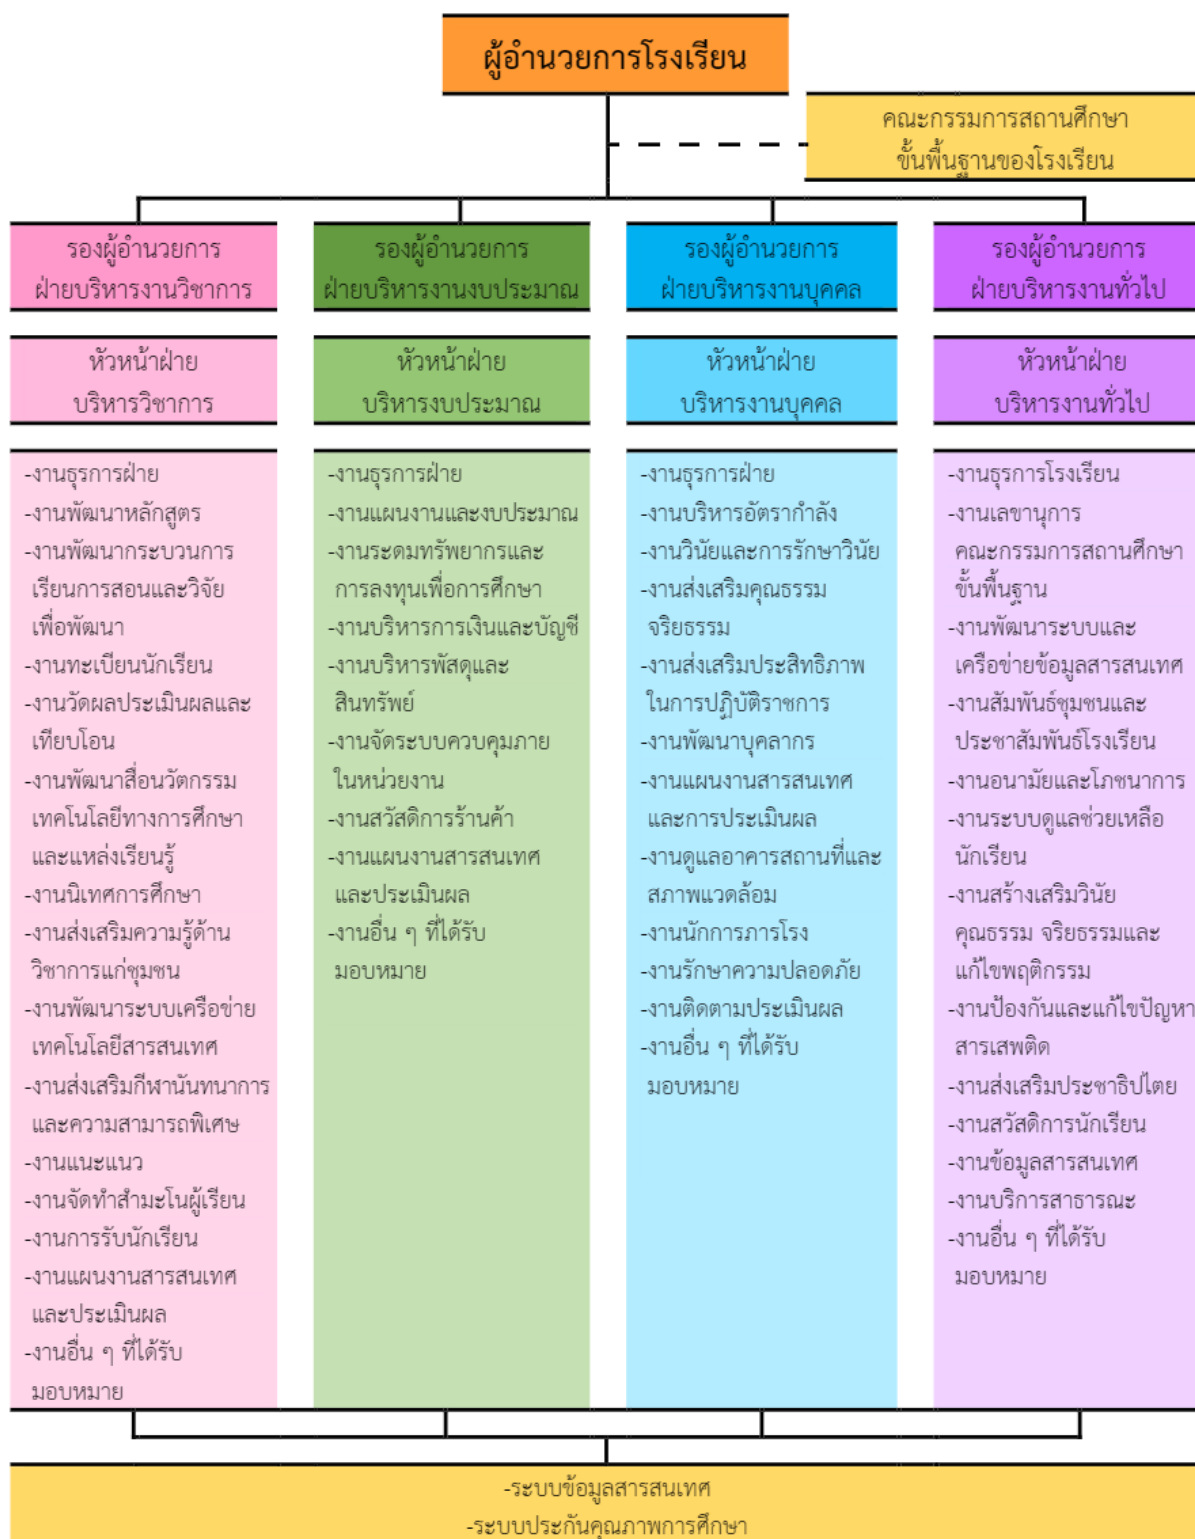 ผู้อำนวยการโรงเรียน
คณะกรรมการสถานศึกษา
ขั้นพื้นฐานของโรงเรียน
รองผู้อำนวยการ
ฝ่ายบริหารงานวิชาการ
รองผู้อำนวยการ
ฝ่ายบริหารงานงบประมาณ
รองผู้อำนวยการ
ฝ่ายบริหารงานบุคคล
รองผู้อำนวยการ
ฝ่ายบริหารงานทั่วไป
หัวหน้าฝ่าย
บริหารวิชาการ
หัวหน้าฝ่าย
บริหารงบประมาณ
หัวหน้าฝ่าย
บริหารงานบุคคล
หัวหน้าฝ่าย
บริหารงานทั่วไป
-งานธุรการฝ่าย
-งานพัฒนาหลักสูตร
-งานพัฒนากระบวนการ
เรียนการสอนและวิจัย
เพื่อพัฒนา
-งานทะเบียนนักเรียน
-งานวัดผลประเมินผลและ
เทียบโอน
-งานพัฒนาสื่อนวัตกรรม
เทคโนโลยีทางการศึกษา
และแหล่งเรียนรู้
-งานนิเทศการศึกษา
-งานส่งเสริมความรู้ด้าน
วิชาการแก่ชุมชน
-งานพัฒนาระบบเครือข่าย
เทคโนโลยีสารสนเทศ
-งานส่งเสริมกีฬานันทนาการ
และความสามารถพิเศษ
-งานแนะแนว
-งานจัดทำสำมะโนผู้เรียน
-งานการรับนักเรียน
-งานแผนงานสารสนเทศ
และประเมินผล
-งานอื่น ๆ ที่ได้รับ
มอบหมาย
-งานธุรการฝ่าย
-งานแผนงานและงบประมาณ
-งานระดมทรัพยากรและ
การลงทุนเพื่อการศึกษา
-งานบริหารการเงินและบัญชี
-งานบริหารพัสดุและ
สินทรัพย์
-งานจัดระบบควบคุมภาย
ในหน่วยงาน
-งานสวัสดิการร้านค้า
-งานแผนงานสารสนเทศ
และประเมินผล
-งานอื่น ๆ ที่ได้รับ
มอบหมาย
-งานธุรการฝ่าย
-งานบริหารอัตรากำลัง
-งานวินัยและการรักษาวินัย
-งานส่งเสริมคุณธรรม
จริยธรรม
-งานส่งเสริมประสิทธิภาพ
ในการปฏิบัติราชการ
-งานพัฒนาบุคลากร
-งานแผนงานสารสนเทศ
และการประเมินผล
-งานดูแลอาคารสถานที่และ
สภาพแวดล้อม
-งานนักการภารโรง
-งานรักษาความปลอดภัย
-งานติดตามประเมินผล
-งานอื่น ๆ ที่ได้รับ
มอบหมาย
-งานธุรการโรงเรียน
-งานเลขานุการ
คณะกรรมการสถานศึกษา
ขั้นพื้นฐาน
-งานพัฒนาระบบและ
เครือข่ายข้อมูลสารสนเทศ
-งานสัมพันธ์ชุมชนและ
ประชาสัมพันธ์โรงเรียน
-งานอนามัยและโภชนาการ
-งานระบบดูแลช่วยเหลือ
นักเรียน
-งานสร้างเสริมวินัย
คุณธรรม จริยธรรมและ
แก้ไขพฤติกรรม
-งานป้องกันและแก้ไขปัญหา
สารเสพติด
-งานส่งเสริมประชาธิปไตย
-งานสวัสดิการนักเรียน
-งานข้อมูลสารสนเทศ
-งานบริการสาธารณะ
-งานอื่น ๆ ที่ได้รับ
มอบหมาย
-ระบบข้อมูลสารสนเทศ
-ระบบประกันคุณภาพการศึกษา